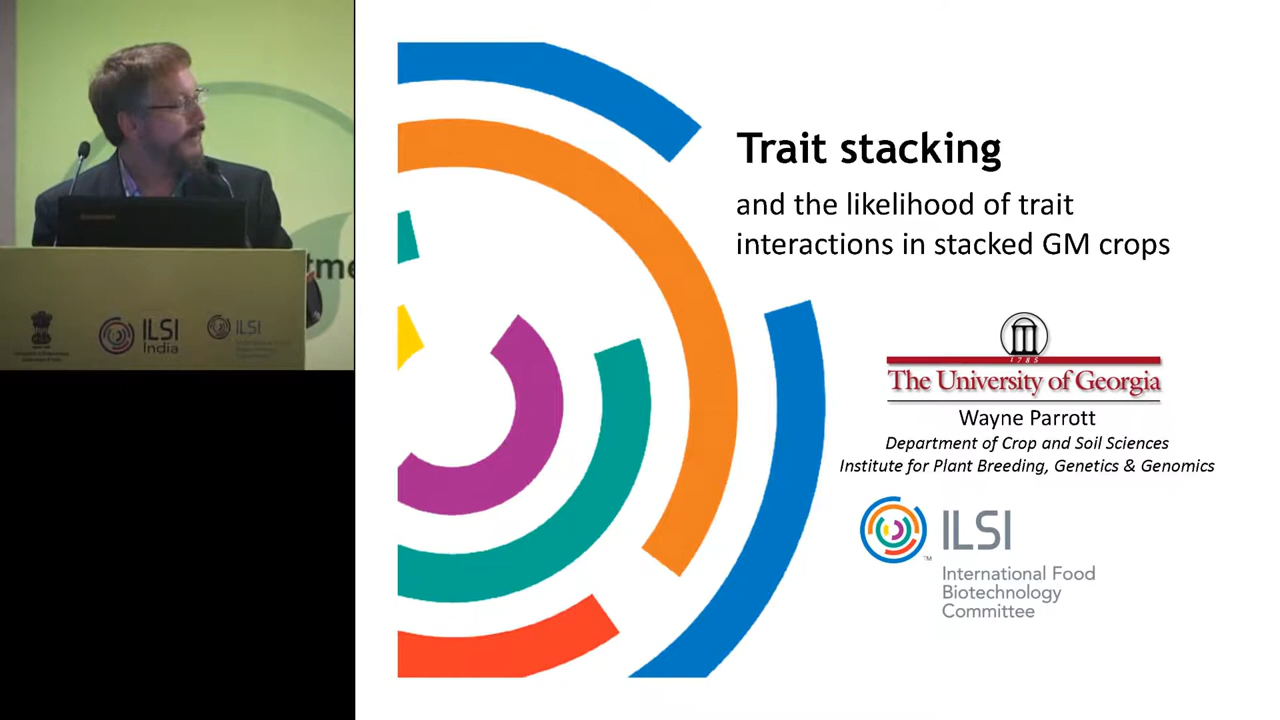 tme
ILSI
India
ILSI
Trait stacking
and the likelihood of trait
interactions in stacked GM crops
1785
The University of Georgia
Wayne Parrott
Department of Crop and Soil Sciences
Institute for Plant Breeding, Genetics & Genomics
ILSI
TM
International Food
Biotechnology
Committee